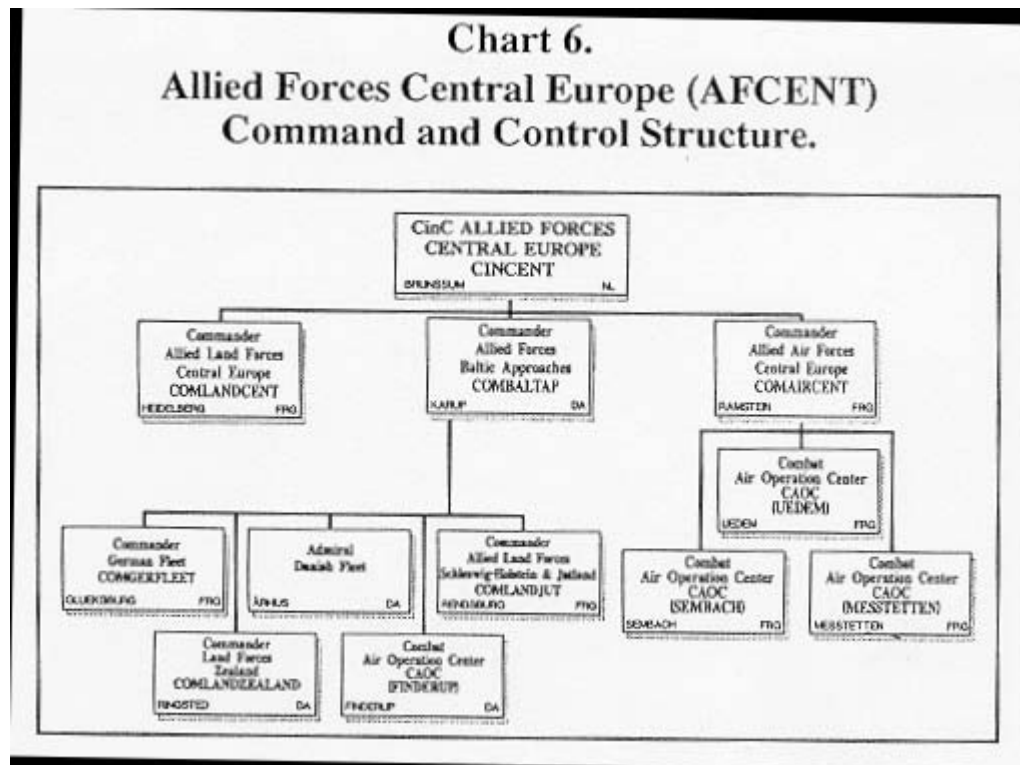 Chart 6.
Allied Forces Central Europe (AFCENT)
Command and Control Structure.
CinC ALLIED FORCES
CENTRAL EUROPE
CINCENT
BRUNSSUM NL
Commander
Allied Land Forces
Central Europe
COMLANDCENT
HEIDELBERG FRG
Commander
Allied Forces
Baltic Approaches
COMBALTAP
KARUP DA
Commander
Allied Air Forces
Central Europe
COMAIRCENT
RAMSTEIN FRG
Combat
Air Operation Center
CAOC
(UEDEM)
UEDEM FRG
Commander
German Fleet
COMGERFLEET
GLUEKSBURG FRG
Admiral
Danish Fleet
ÅRHUS DA
Commander
Allied Land Forces
Schleswig-Holstein & Jutland
COMLANDJUT
RENDSBURG FRG
Combat
Air Operation Center
CAOC
(SEMBACH)
SEMBACH FRG
Combat
Air Operation Center
CAOC
(MESSTETTEN)
MESSTETTEN FRG
Commander
Land Forces
Zealand
COMLANDZEALAND
RINGSTED DA
Combat
Air Operation Center
CAOC
(FINDERUP)
FINDERUP DA